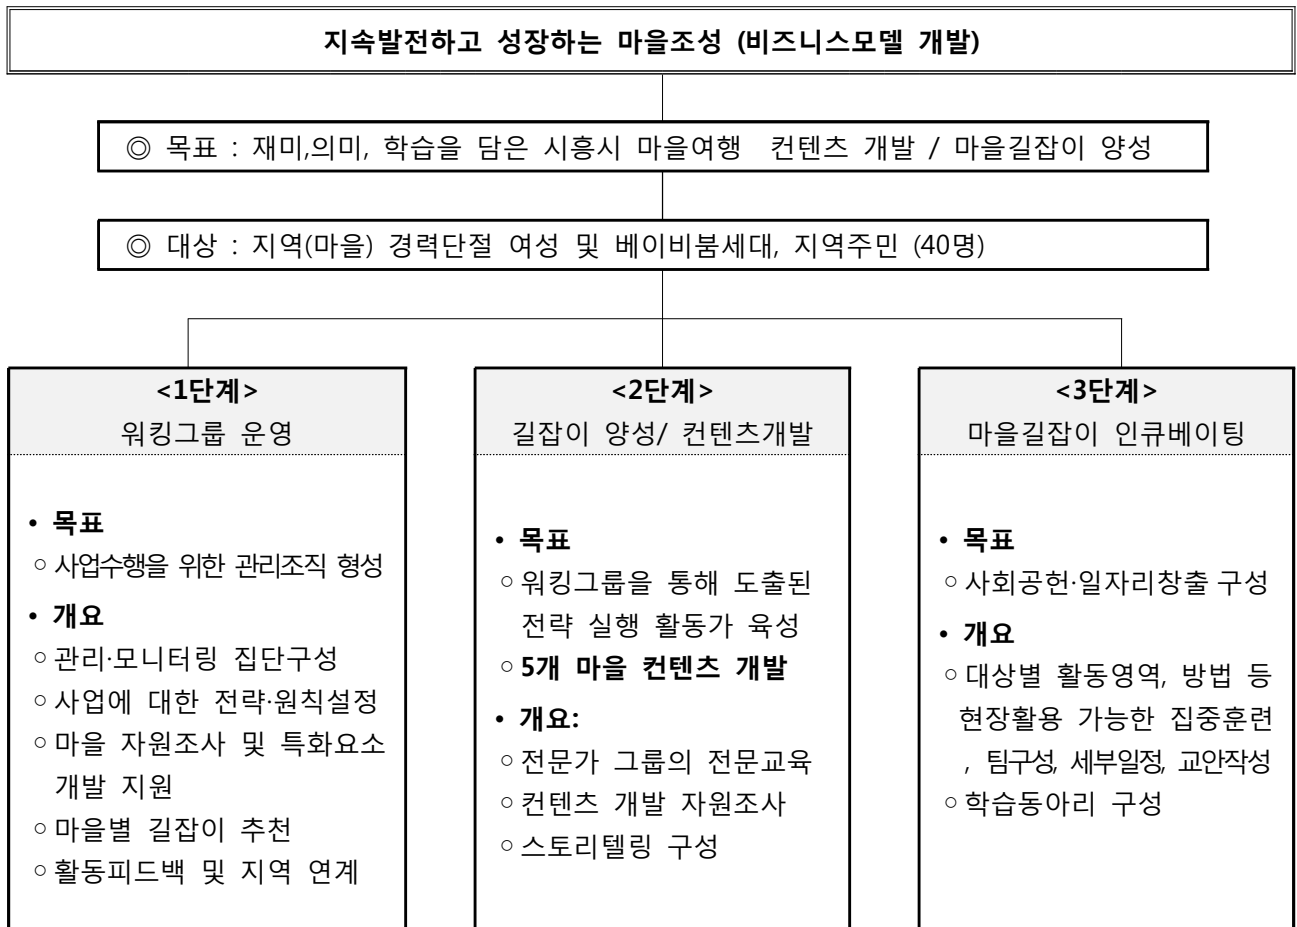 지속발전하고 성장하는 마을조성 (비즈니스모델 개발)
◎ 목표 : 재미,의미, 학습을 담은 시흥시 마을여행 컨텐츠 개발 / 마을길잡이 양성
◎ 대상 : 지역(마을) 경력단절 여성 및 베이비붐세대, 지역주민 (40명)
<1단계>
워킹그룹 운영
• 목표
○ 사업수행을 위한 관리조직 형성
• 개요
○ 관리·모니터링 집단구성
○ 사업에 대한 전략·원칙설정
○ 마을 자원조사 및 특화요소
개발 지원
○ 마을별 길잡이 추천
○ 활동피드백 및 지역 연계
<2단계>
길잡이 양성/ 컨텐츠개발
• 목표
○ 워킹그룹을 통해 도출된
전략 실행 활동가 육성
○ 5개 마을 컨텐츠 개발
• 개요:
○ 전문가 그룹의 전문교육
○ 컨텐츠 개발 자원조사
○ 스토리텔링 구성
<3단계>
마을길잡이 인큐베이팅
• 목표
○ 사회공헌·일자리창출 구성
• 개요
○ 대상별 활동영역, 방법 등
현장활용 가능한 집중훈련
, 팀구성, 세부일정, 교안작성
○ 학습동아리 구성